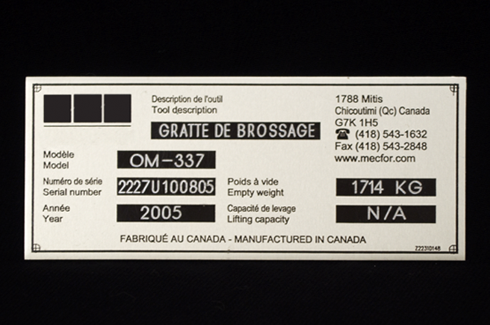 Description de l'outil
Tool description
GRATTE DE BROSSAGE
1788 Mitis
Chicoutimi (Qc) Canada
G7K 1H5
☎ (418) 543-1632
Fax (418) 543-2848
www.mecfor.com
Modèle
Model
OM-337
Numéro de série
Serial number
2227U100805
Poids à vide
Empty weight
1714 KG
Année
Year
2005
Capacité de levage
Lifting capacity
N/A
FABRIQUÉ AU CANADA - MANUFACTURED IN CANADA
Z2231014B